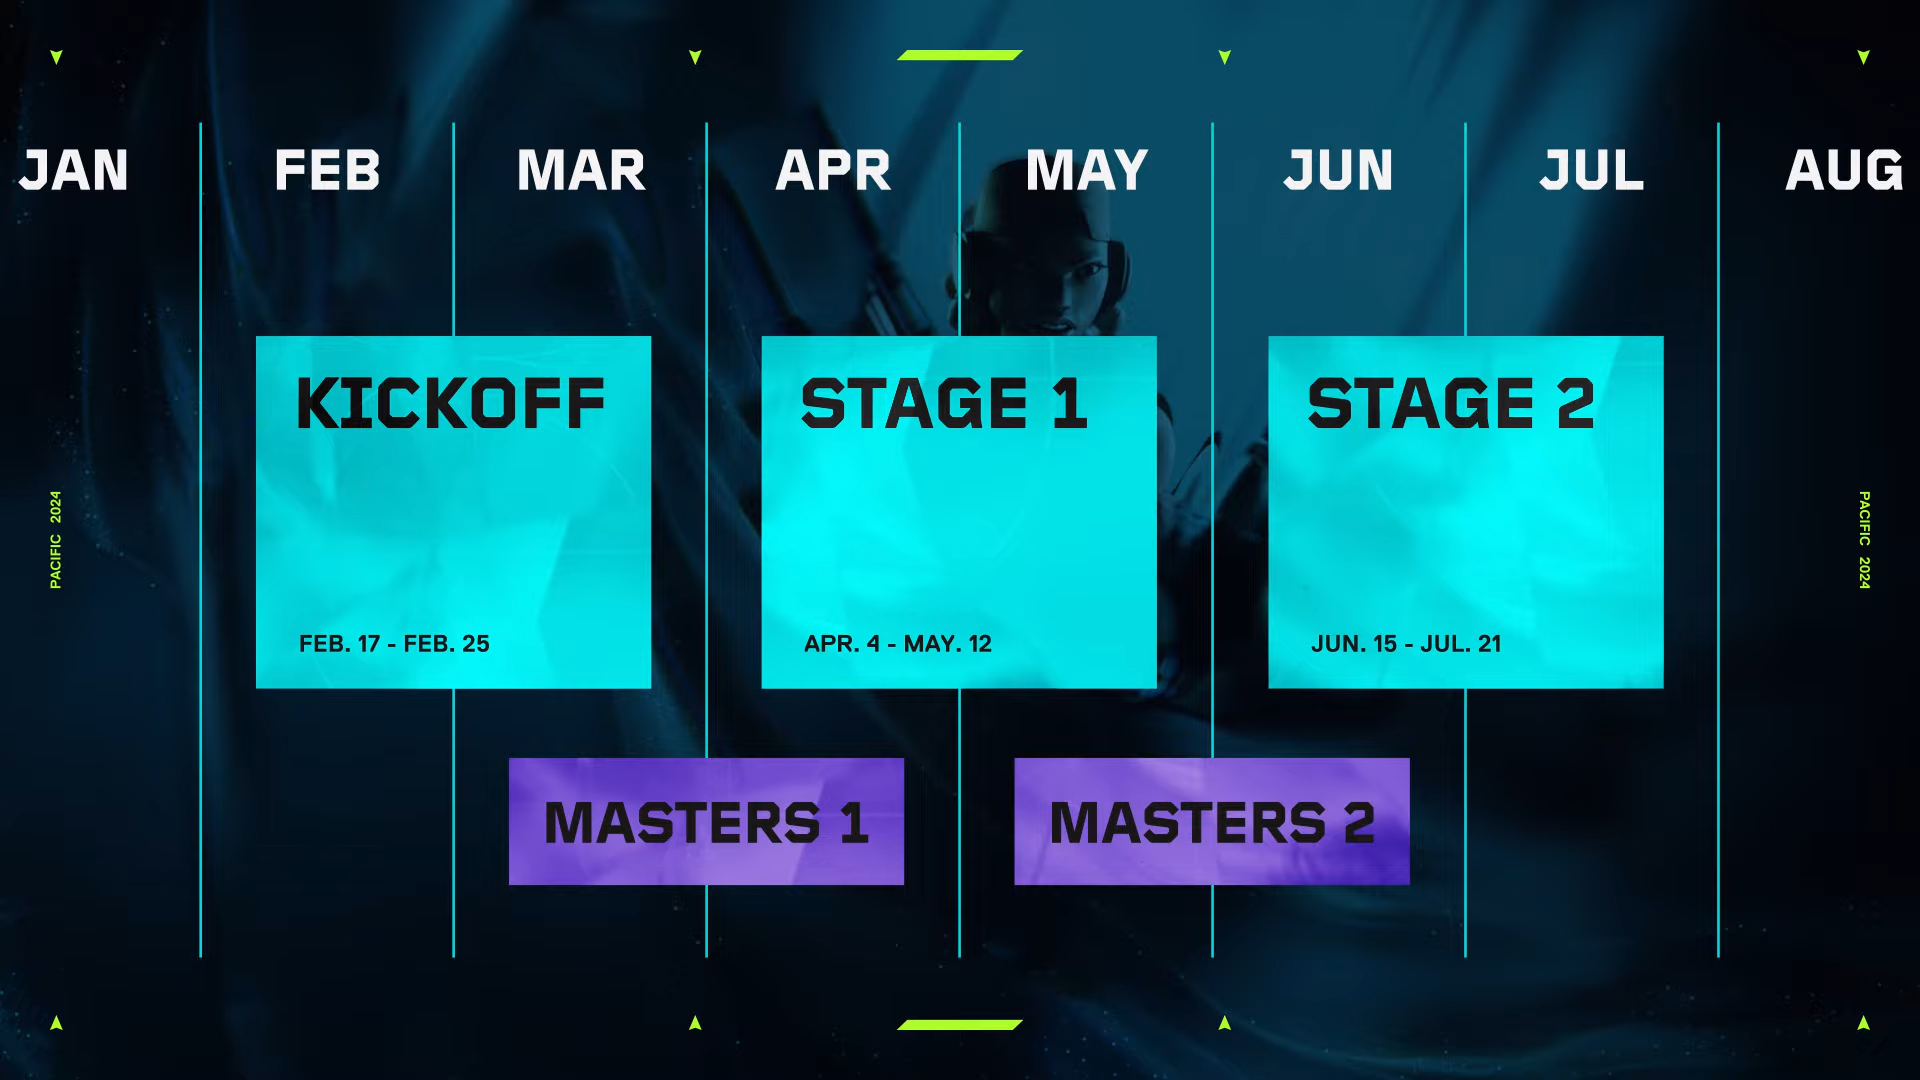 JAN
FEB
MAR
APR
MAY
JUN
JUL
AUG
KICKOFF
FEB. 17 - FEB. 25
STAGE 1
APR. 4 - MAY. 12
STAGE 2
JUN. 15 - JUL. 21
PACIFIC 2024
PACIFIC 2024
MASTERS 1
MASTERS 2